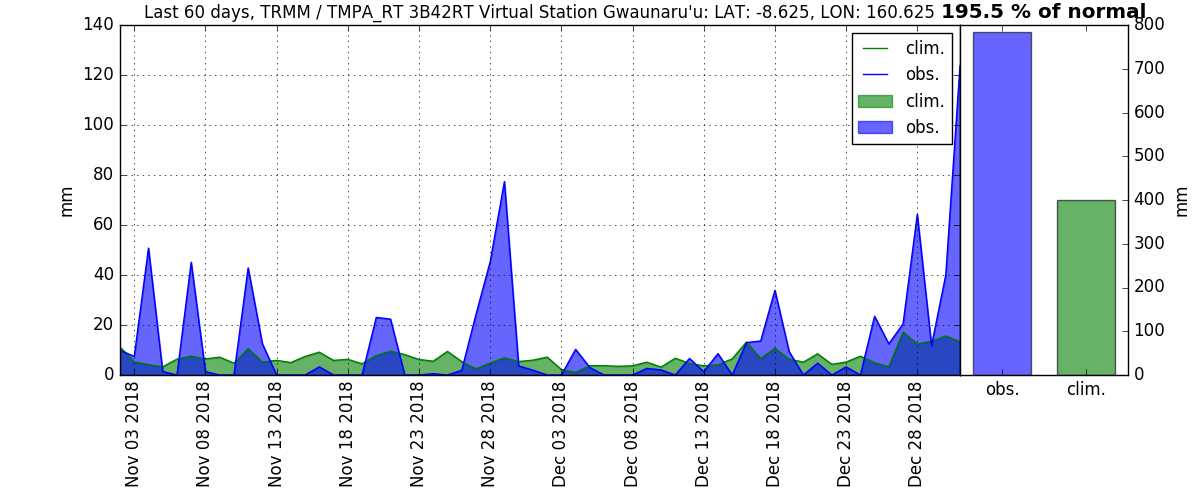 Last 60 days, TRMM / TMPA_RT 3B42RT Virtual Station Gwaunaru'u: LAT: -8.625, LON: 160.625 195.5 % of normal
140
120
100
80
60
40
20
0
mm
clim.
obs.
clim.
obs.
800
700
600
500
400
300
200
100
0
mm
obs. clim.
Nov 03 2018
Nov 08 2018
Nov 13 2018
Nov 18 2018
Nov 23 2018
Nov 28 2018
Dec 03 2018
Dec 08 2018
Dec 13 2018
Dec 18 2018
Dec 23 2018
Dec 28 2018